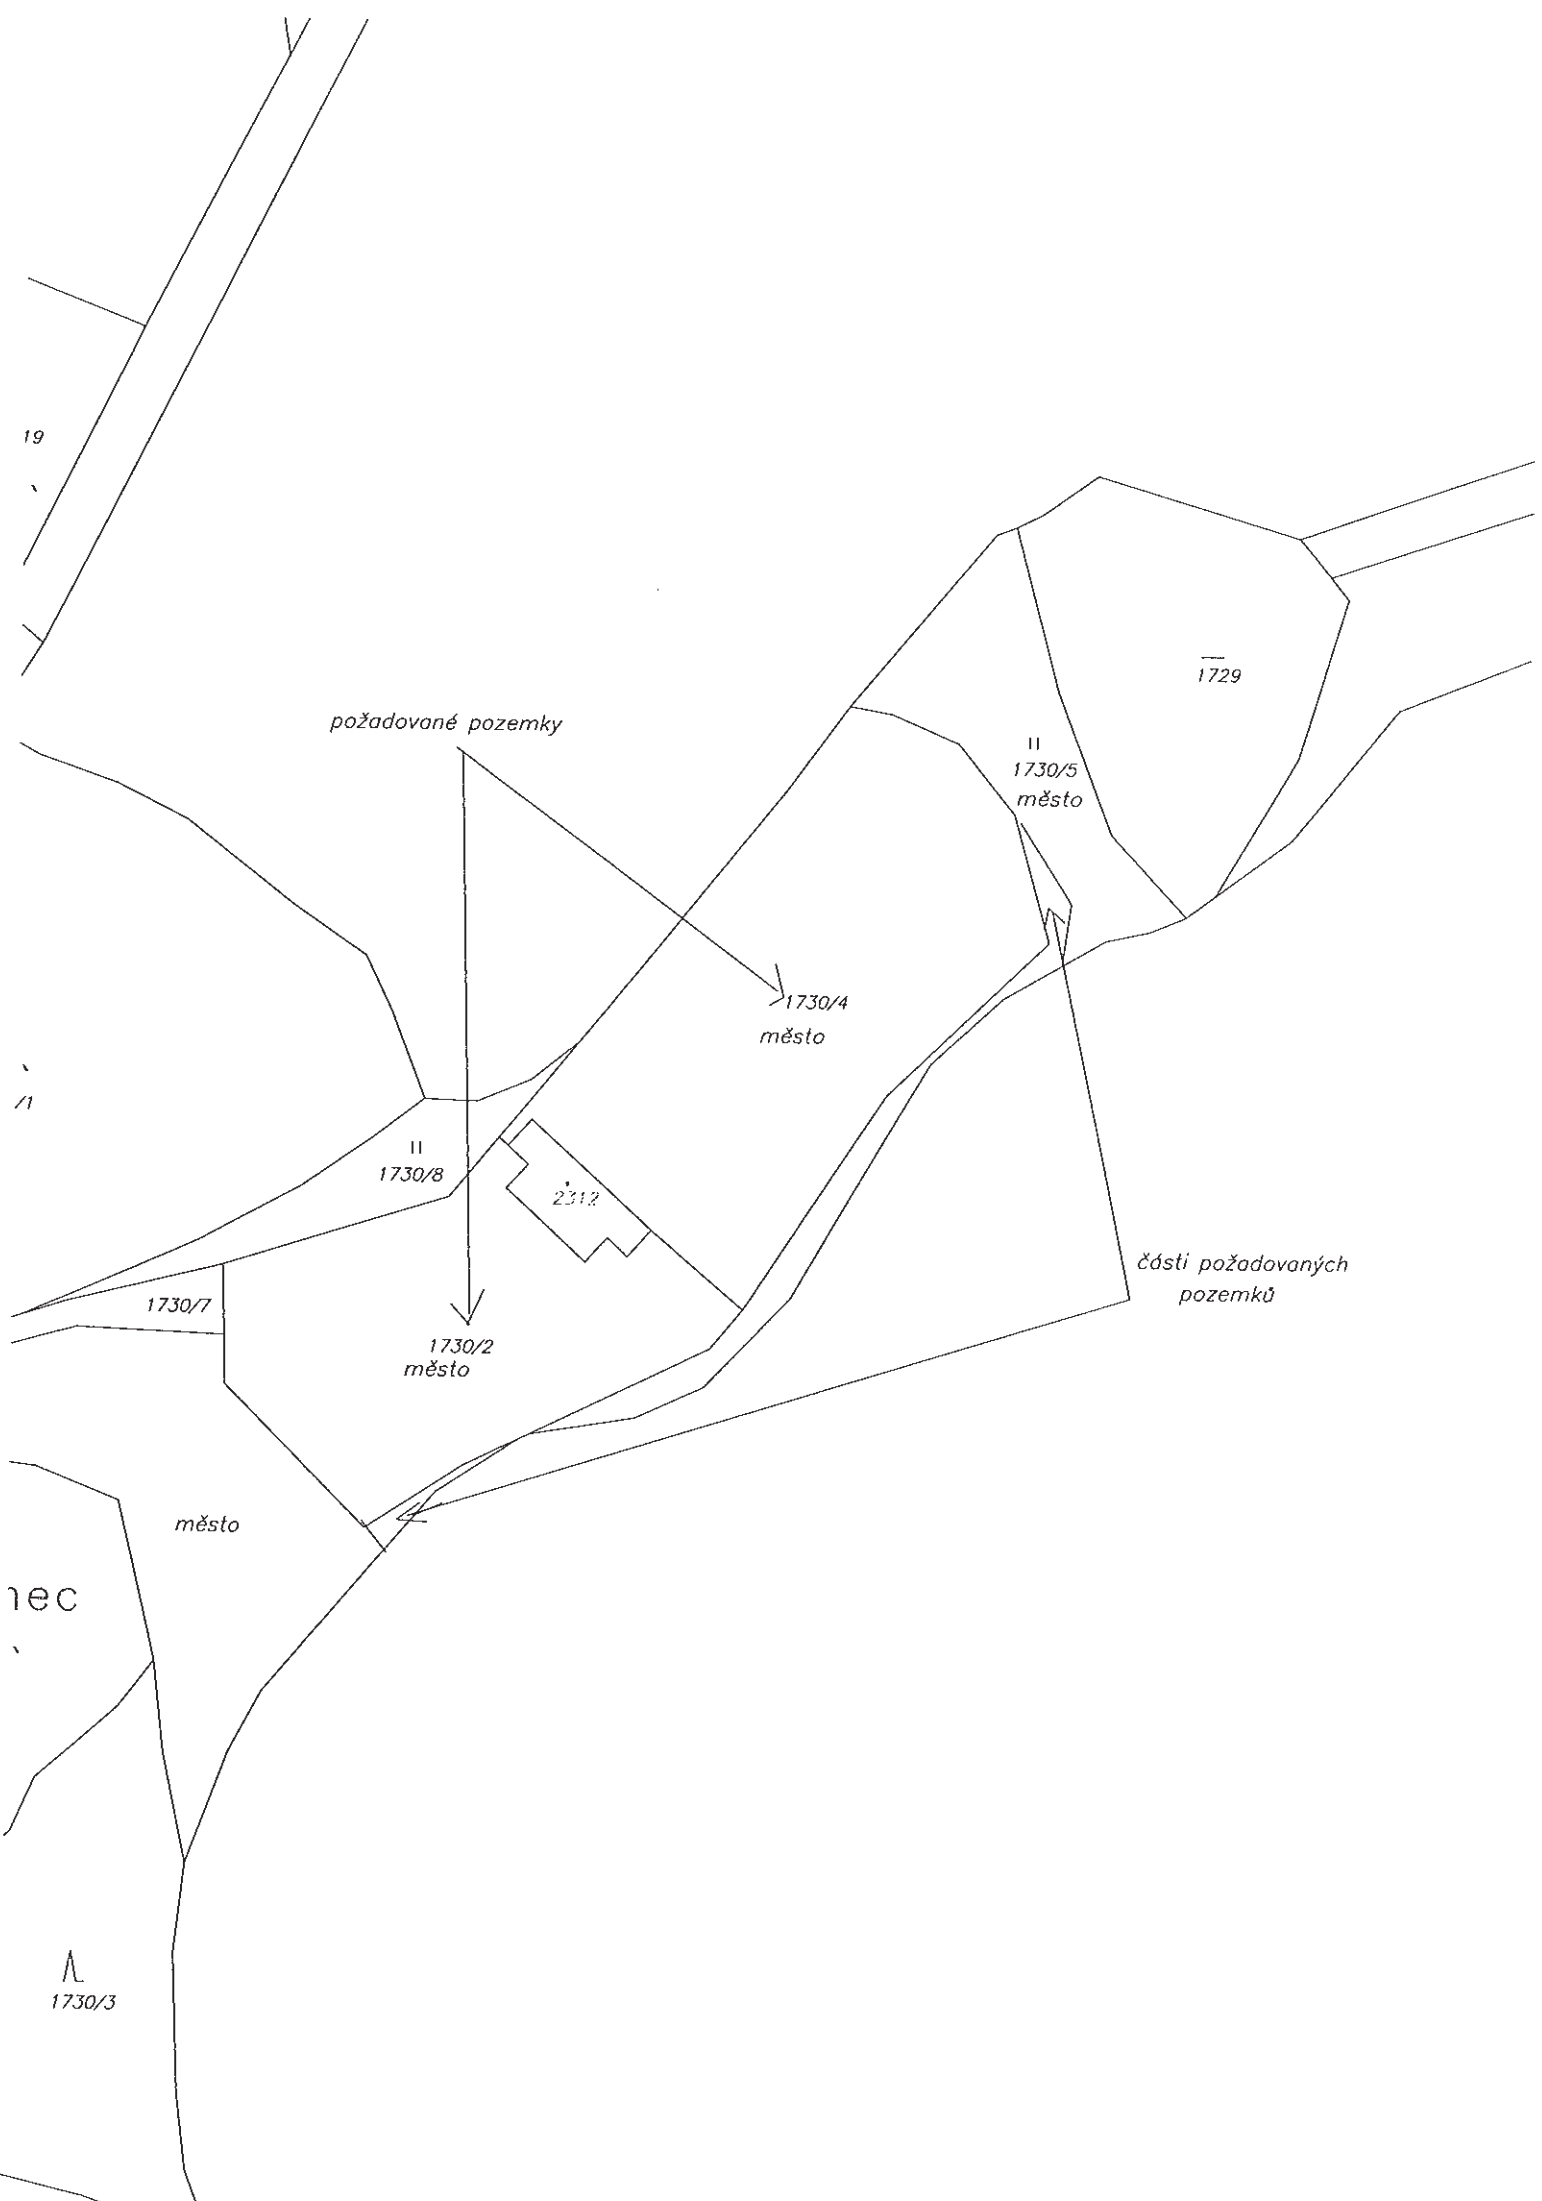 19
1729
požadované pozemky
1730/5
město
1730/4
město
/1
1730/8
2312
části požadovaných
pozemků
1730/7
1730/2
město
město
nec
1730/3